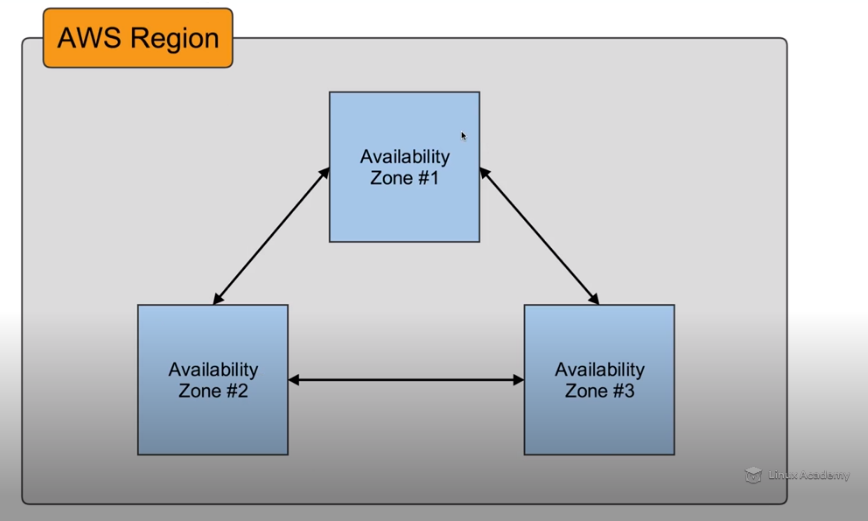 AWS Region
Availability
Zone #1
Availability
Zone #2
Availability
Zone #3
Linux Academy